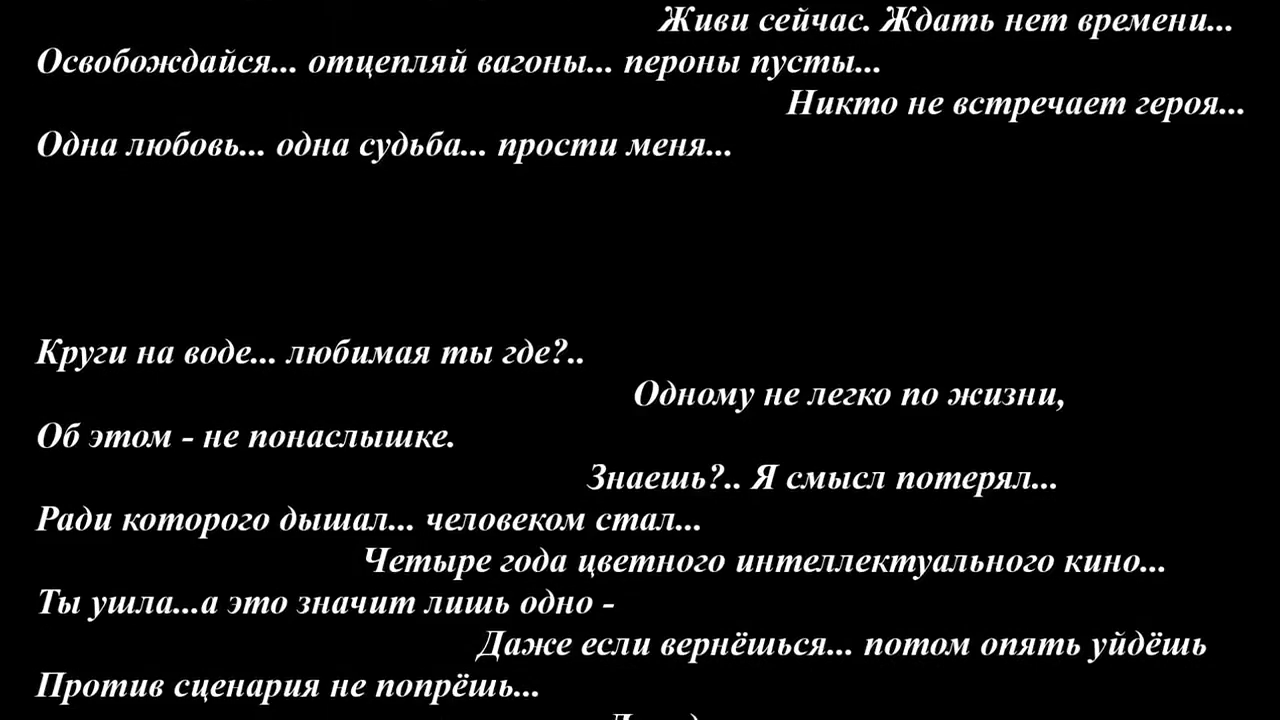 Живи сейчас. Ждать нет времени...
Освобождайся... отцепляй вагоны... пероны пусты...
Никто не встречает героя...
Одна любовь... одна судьба... прости меня...
Круги на воде... любимая ты где?..
Одному не легко по жизни,
Об этом - не понаслышке.
Знаешь?.. Я смысл потерял...
Ради которого дышал... человеком стал...
Четыре года цветного интеллектуального кино...
Ты ушла...а это значит лишь одно -
Даже если вернёшься... потом опять уйдёшь
Против сценария не попрёшь...